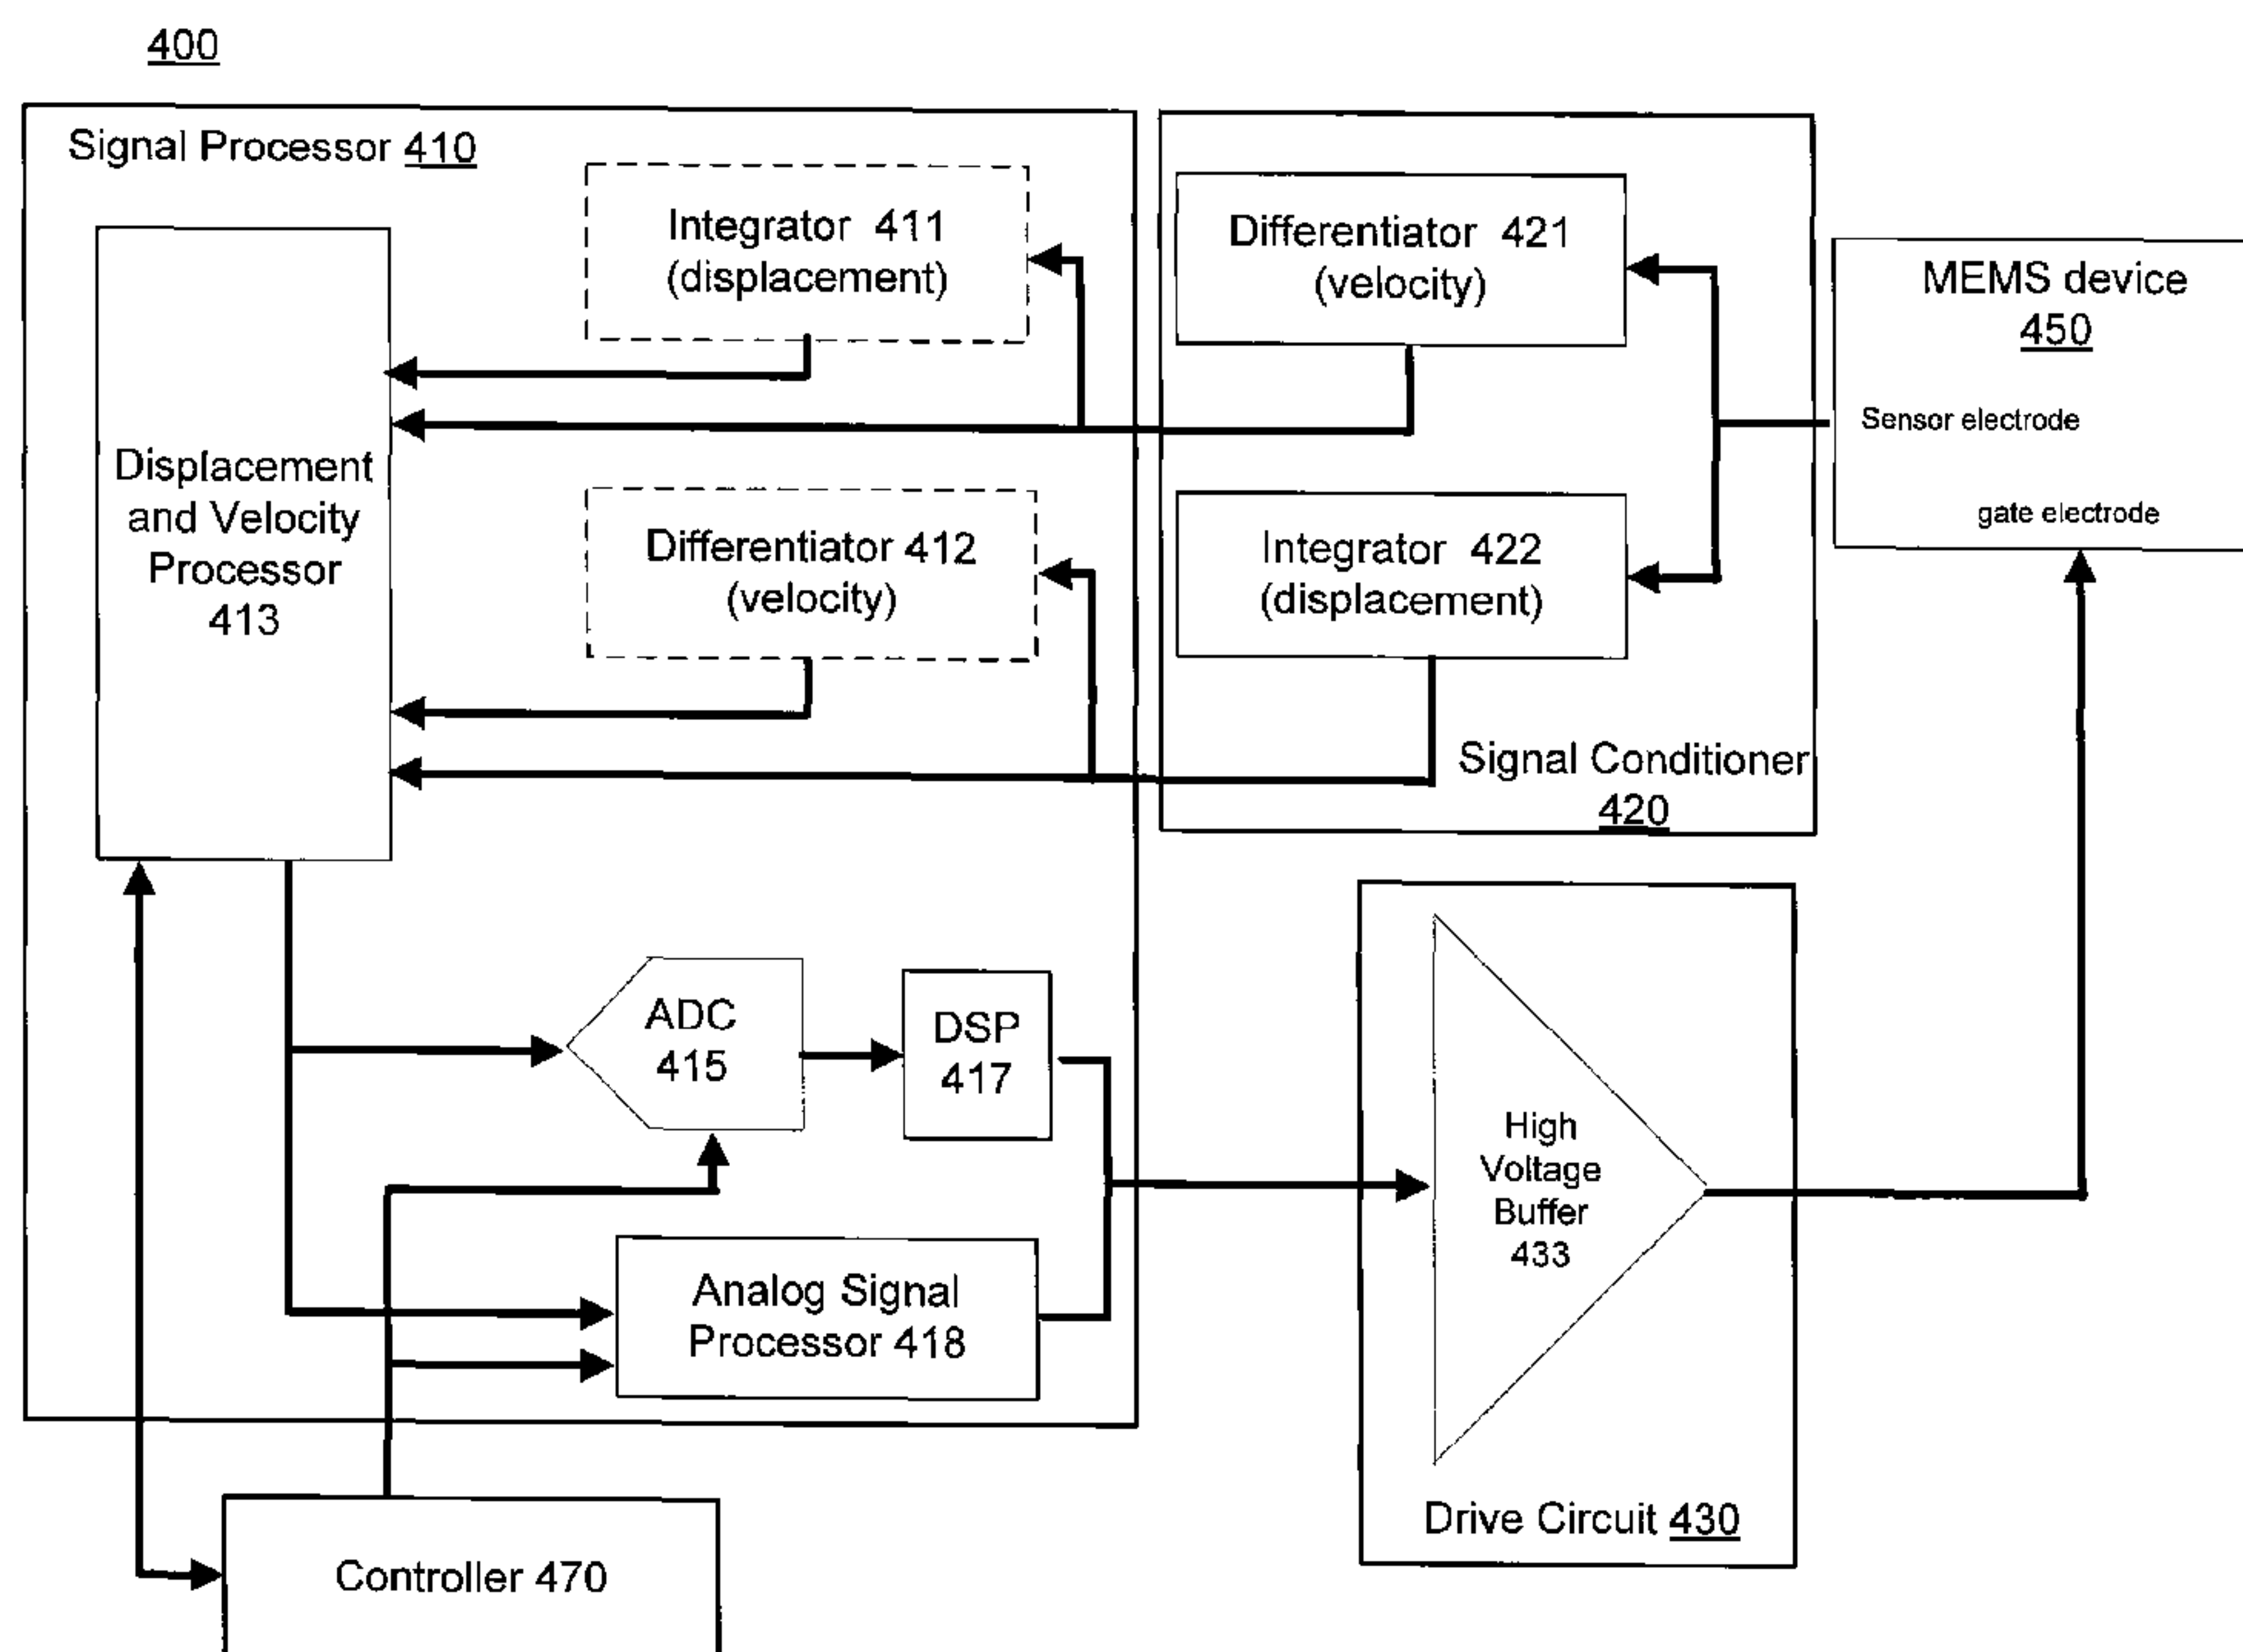 400
Signal Processor 410
Integrator 411
(displacement)
Differentiator 421
(velocity)
MEMS device
450
Sensor electrode
gate electrode
Displacement
and Velocity
Processor
413
Differentiator 412
(velocity)
Integrator 422
(displacement)
Signal Conditioner
420
ADC
415
DSP
417
High
Voltage
Buffer
433
Analog Signal
Processor 418
Drive Circuit 430
Controller 470